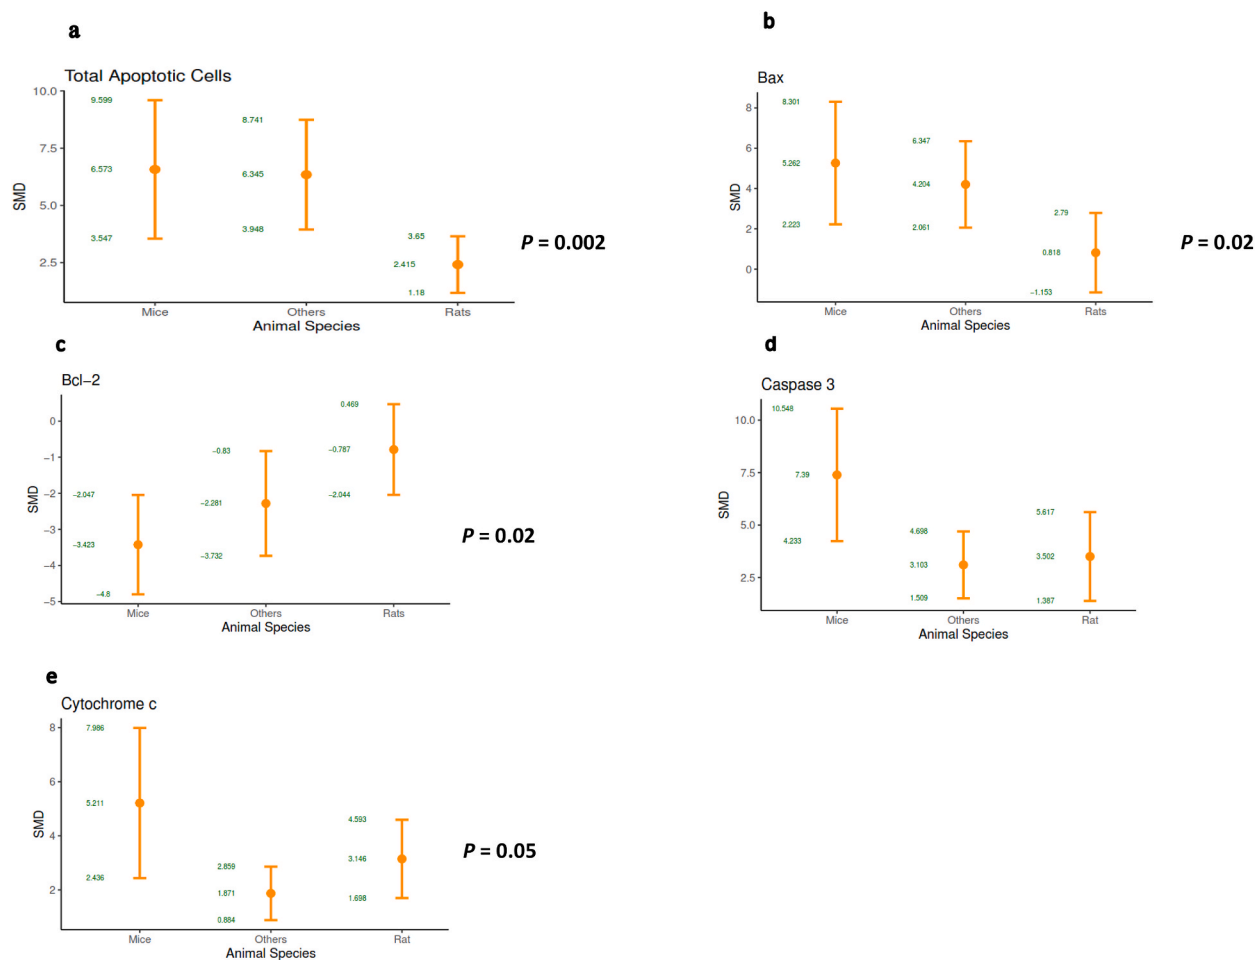 a
Total Apoptotic Cells
10.0
7.5
5.0
2.5
SMD
9.599
6.573
3.547
8.741
6.345
3.948
3.65
2.415
1.18
Mice Others Rats
Animal Species
P = 0.002
b
Bax
8
6
4
2
0
SMD
8.301
5.262
2.223
6.347
4.204
2.061
2.79
0.818
−1.153
Mice Others Rats
Animal Species
P = 0.02
c
Bcl−2
0
−1
−2
−3
−4
−5
SMD
−2.047
−3.423
−4.8
−0.83
−2.281
−3.732
0.469
−0.787
−2.044
Mice Others Rats
Animal Species
P = 0.02
d
Caspase 3
10.0
7.5
5.0
2.5
SMD
10.548
7.39
4.233
4.698
3.103
1.509
5.617
3.502
1.387
Mice Others Rat
Animal Species
e
Cytochrome c
8
6
4
2
SMD
7.986
5.211
2.436
2.859
1.871
0.884
4.593
3.146
1.698
Mice Others Rat
Animal Species
P = 0.05